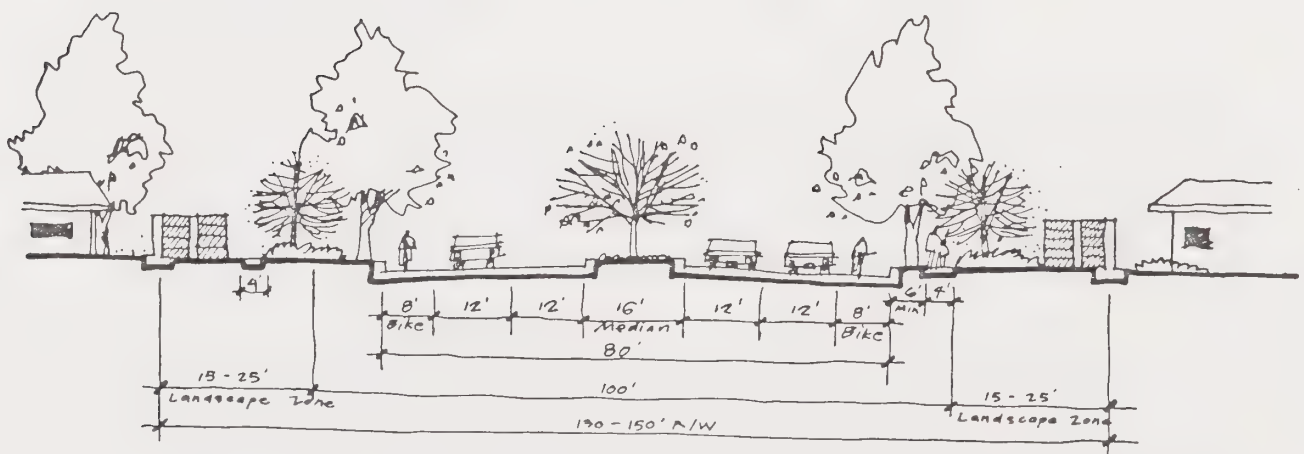 4'
8' 12' 12' 16' 12' 12' 8' 6' 4'
Bike Median Bike Min
80'
15 - 25' 100' 15 - 25'
Landscape Zone Landscape Zone
130 - 150' R/W